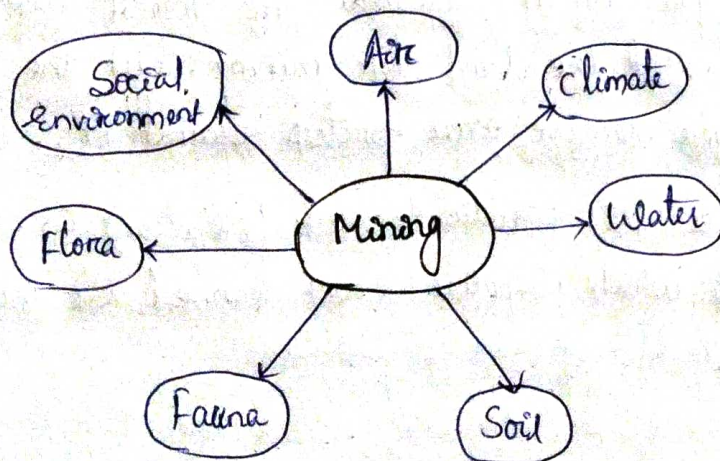 Air
Social.
Environment
Climate
Mining
Water
Flora
Fauna
Soil